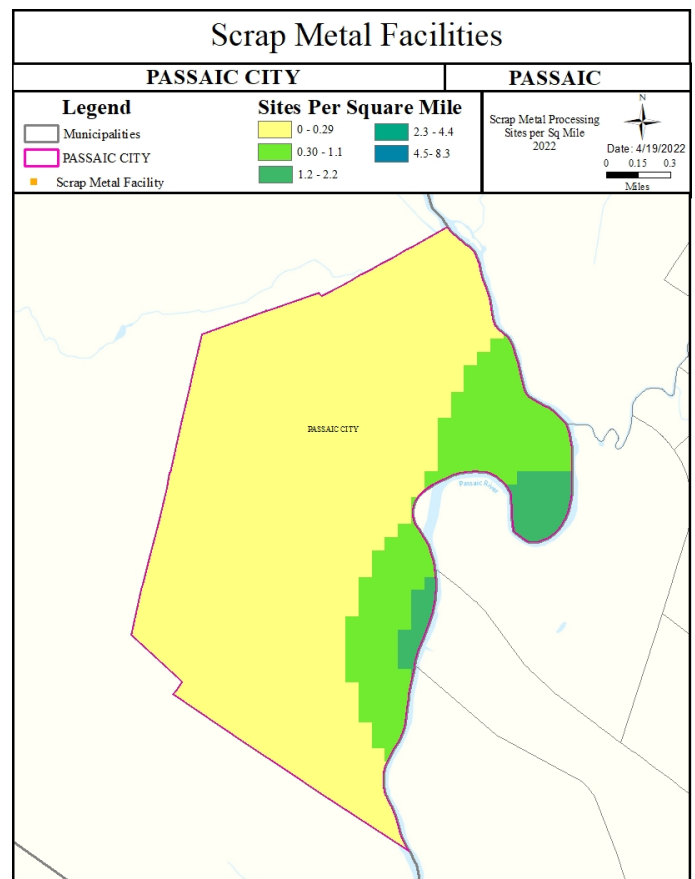 Scrap Metal Facilities
PASSAIC CITY
PASSAIC
Legend
Municipalities
PASSAIC CITY
Scrap Metal Facility
Sites Per Square Mile
0 - 0.29
0.30 - 1.1
1.2 - 2.2
2.3 - 4.4
4.5- 8.3
Scrap Metal Processing
Sites per Sq Mile
2022
N
Date: 4/19/2022
0 0.15 0.3
Miles
PASSAIC CITY
Passaic River